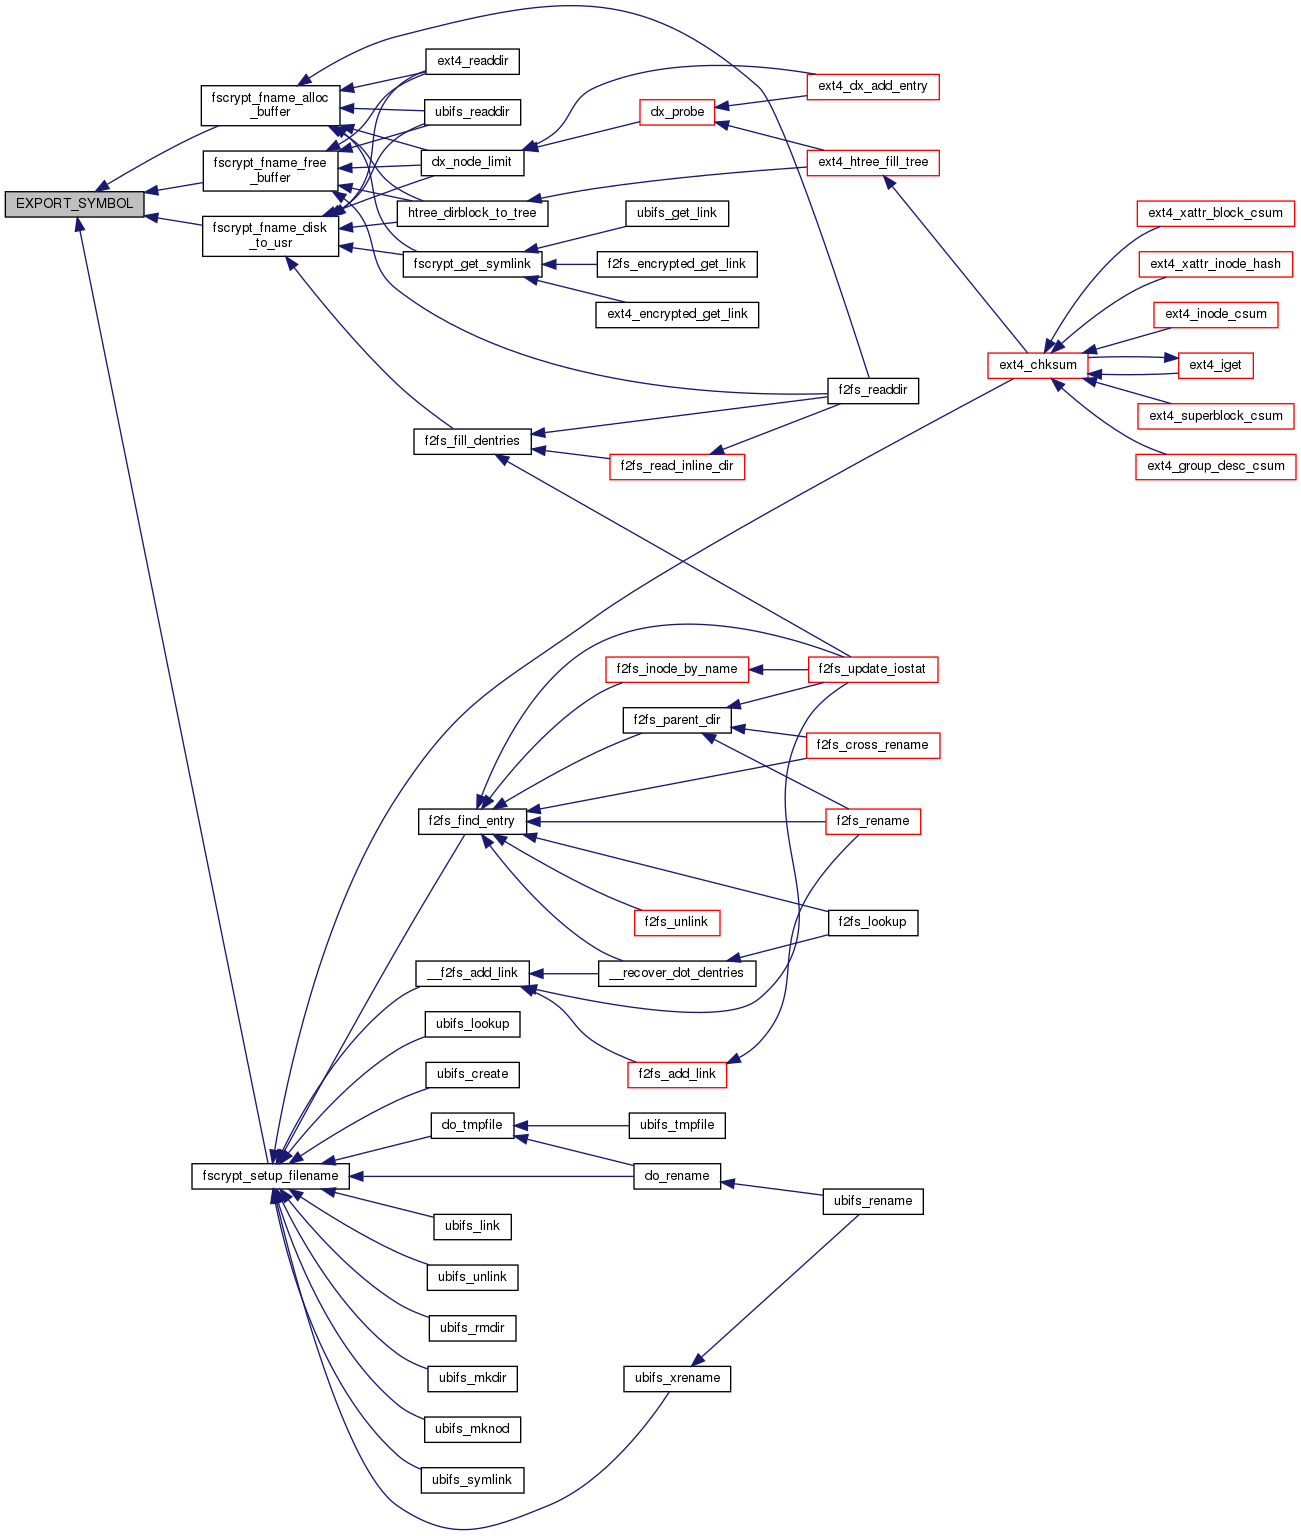 EXPORT_SYMBOL
fscrypt_fname_alloc
_buffer
fscrypt_fname_free
_buffer
fscrypt_fname_disk
_to_usr
fscrypt_setup_filename
ext4_readdir
ubifs_readdir
dx_node_limit
htree_dirblock_to_tree
fscrypt_get_symlink
f2fs_fill_dentries
f2fs_find_entry
__f2fs_add_link
ubifs_lookup
ubifs_create
do_tmpfile
ubifs_link
ubifs_unlink
ubifs_rmdir
ubifs_mkdir
ubifs_mknod
ubifs_symlink
dx_probe
ubifs_get_link
f2fs_encrypted_get_link
ext4_encrypted_get_link
f2fs_read_inline_dir
f2fs_inode_by_name
f2fs_parent_dir
f2fs_unlink
__recover_dot_dentries
f2fs_add_link
ubifs_tmpfile
do_rename
ubifs_xrename
ext4_dx_add_entry
ext4_htree_fill_tree
f2fs_readdir
f2fs_update_iostat
f2fs_cross_rename
f2fs_rename
f2fs_lookup
ubifs_rename
ext4_chksum
ext4_xattr_block_csum
ext4_xattr_inode_hash
ext4_inode_csum
ext4_iget
ext4_superblock_csum
ext4_group_desc_csum